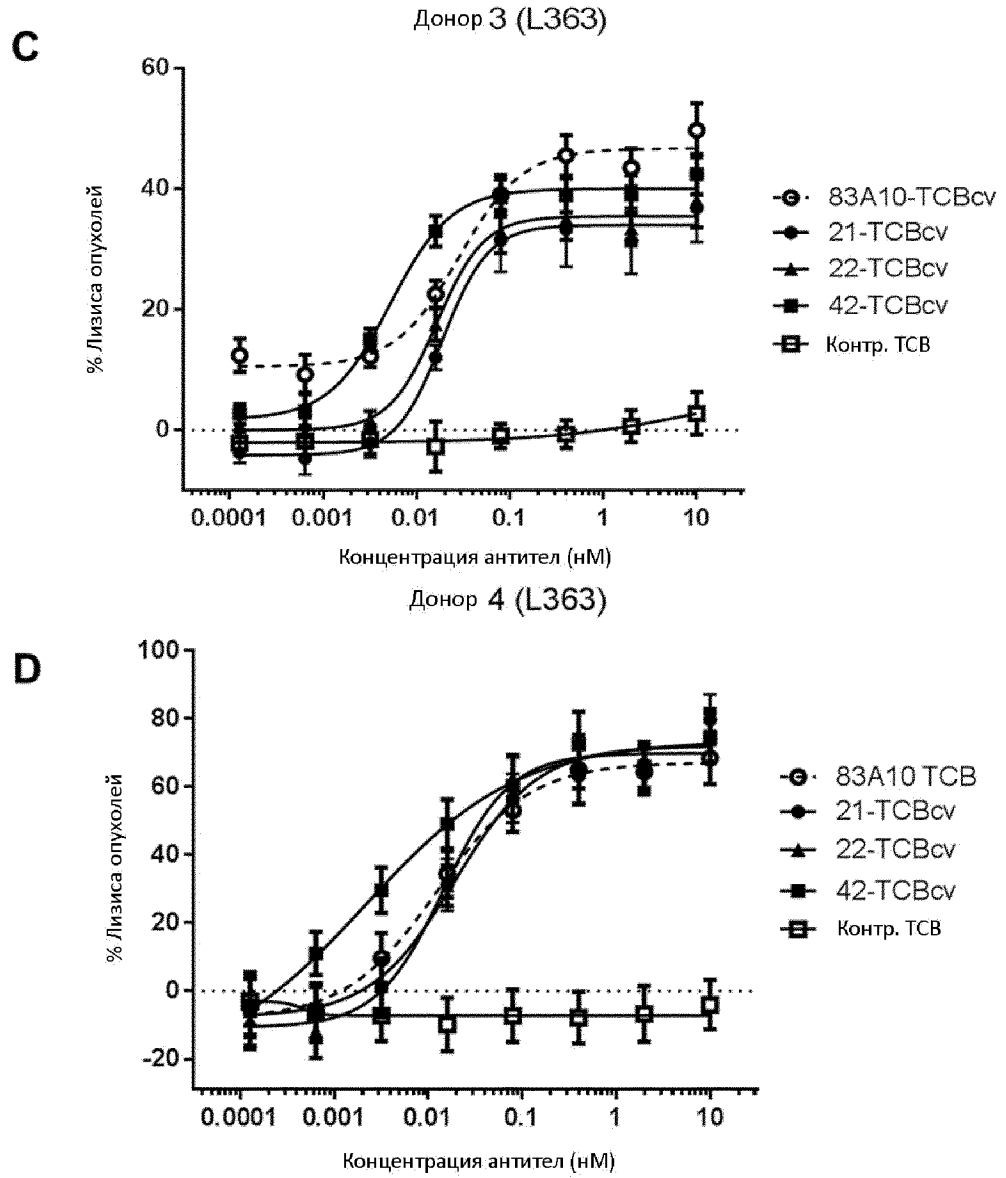 C
Донор 3 (L363)
60
40
20
0
% Лизиса опухолей
0.0001 0.001 0.01 0.1 1 10
Концентрация антител (нМ)
83A10-TCBcv
21-TCBcv
22-TCBcv
42-TCBcv
Контр. ТСВ
D
Донор 4 (L363)
100
80
60
40
20
0
-20
% Лизиса опухолей
0.0001 0.001 0.01 0.1 1 10
Концентрация антител (нМ)
83A10 TCB
21-TCBcv
22-TCBcv
42-TCBcv
Контр. ТСВ